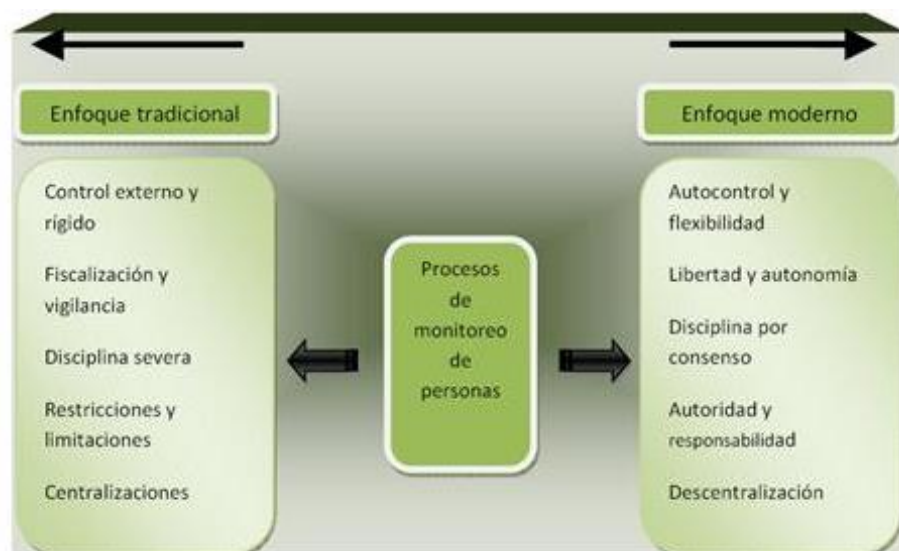 Enfoque tradicional
Control externo y
rígido
Fiscalización y
vigilancia
Disciplina severa
Restricciones y
limitaciones
Centralizaciones
Procesos
de
monitoreo
de
personas
Enfoque moderno
Autocontrol y
flexibilidad
Libertad y autonomía
Disciplina por
consenso
Autoridad y
responsabilidad
Descentralización